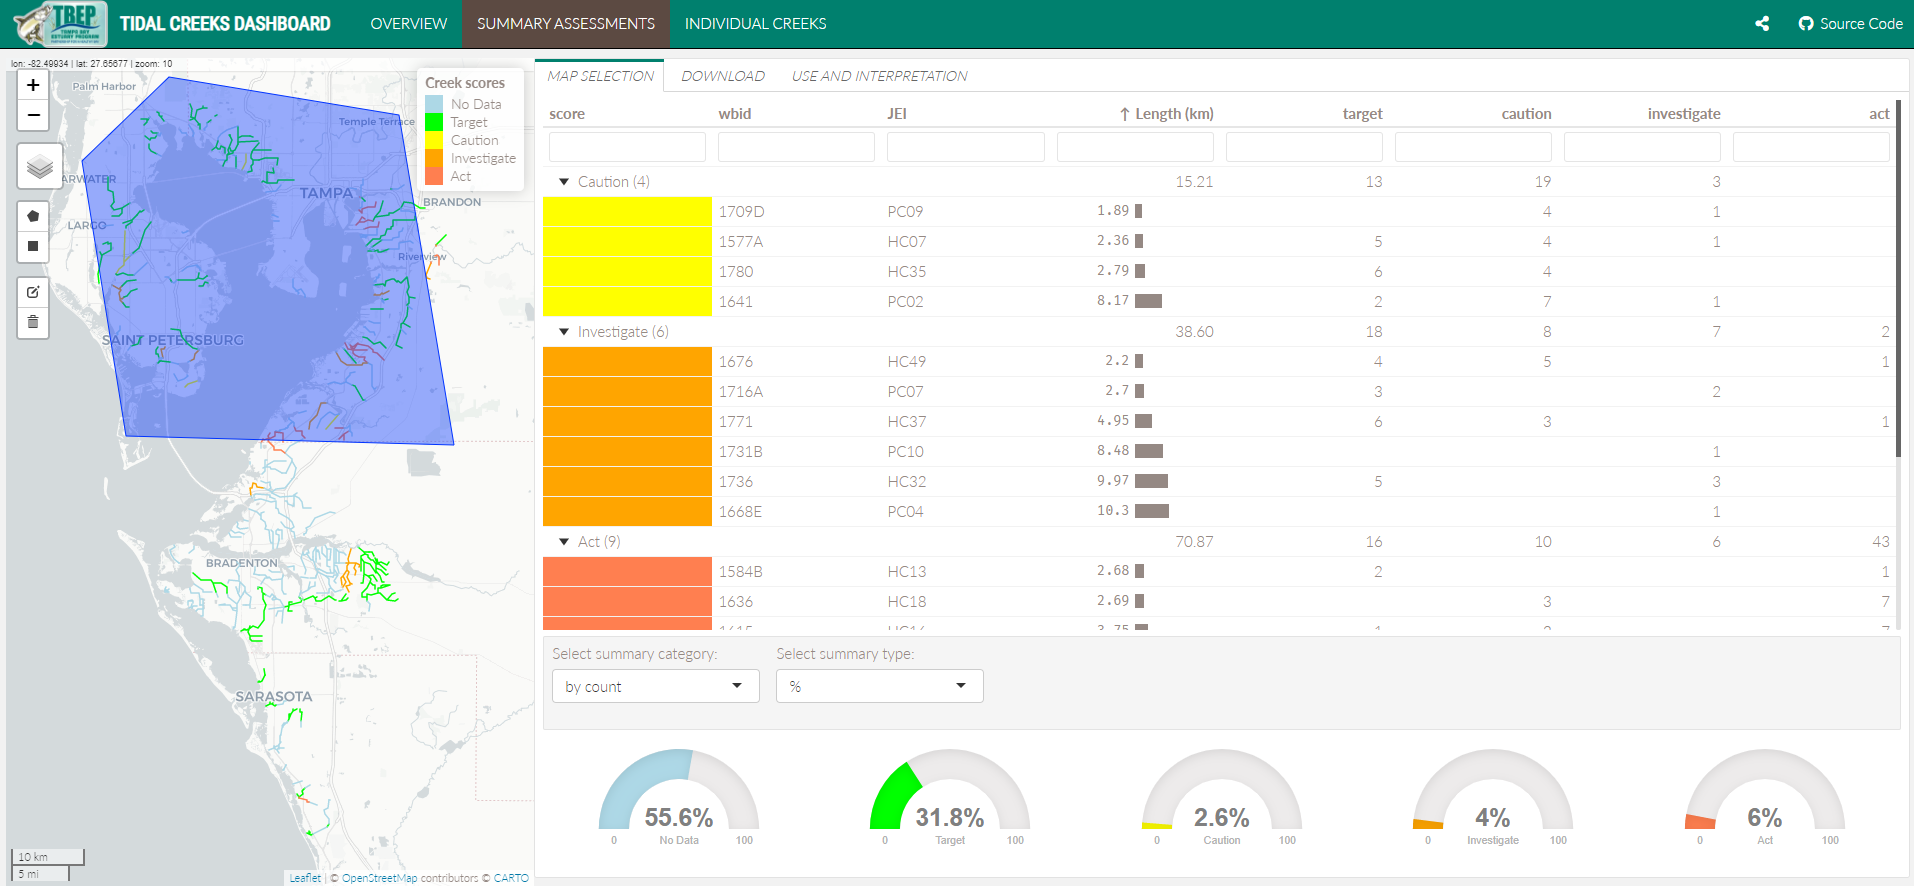 TBEP
TAMPA BAY
ESTUARY PROGRAM
TIDAL CREEKS DASHBOARD
OVERVIEW
SUMMARY ASSESSMENTS
INDIVIDUAL CREEKS
Source Code
lon: -82.49934 | lat: 27.65677 | zoom: 10
+
−
Palm Harbor
Temple Terrace
ARWATER
TAMPA
BRANDON
LARGO
Riverview
SAINT PETERSBURG
BRADENTON
SARASOTA
Creek scores
No Data
Target
Caution
Investigate
Act
10 km
5 mi
Leaflet | © OpenStreetMap contributors © CARTO
MAP SELECTION DOWNLOAD USE AND INTERPRETATION
score wbid JEI ↑ Length (km) target caution investigate act
▼ Caution (4) 15.21 13 19 3
1709D PC09 1.89 4 1
1577A HC07 2.36 5 4 1
1780 HC35 2.79 6 4
1641 PC02 8.17 2 7 1
▼ Investigate (6) 38.60 18 8 7 2
1676 HC49 2.2 4 5 1
1716A PC07 2.7 3 2
1771 HC37 4.95 6 3 1
1731B PC10 8.48 1
1736 HC32 9.97 5 3
1668E PC04 10.3 1
▼ Act (9) 70.87 16 10 6 43
1584B HC13 2.68 2 1
1636 HC18 2.69 3 7
Select summary category: Select summary type:
by count %
55.6% 31.8% 2.6% 4% 6%
0 No Data 100 0 Target 100 0 Caution 100 0 Investigate 100 0 Act 100